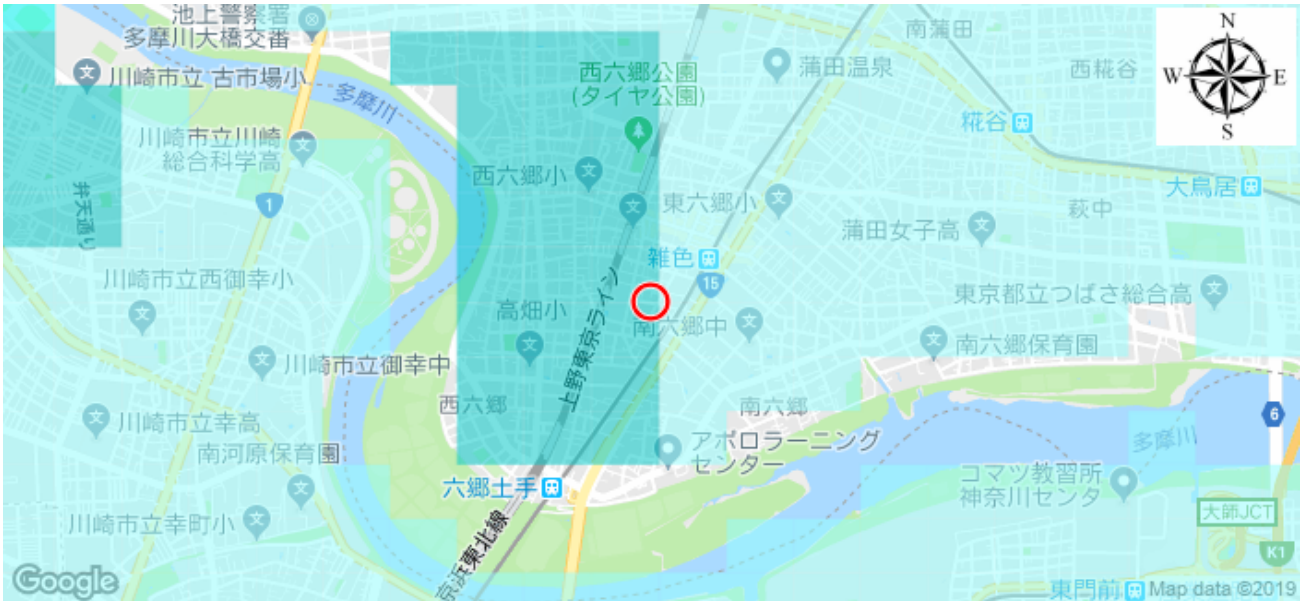 池上警察署
多摩川大橋交番
南蒲田
N
W
E
S
川崎市立 古市場小
西六郷公園
(タイヤ公園)
蒲田温泉
西糀谷
多摩川
糀谷
川崎市立川崎
総合科学高
西六郷小
東六郷小
大鳥居
弁天通り
1
萩中
蒲田女子高
雑色
川崎市立西御幸小
15
東京都立つばさ総合高
高畑小
上野東京ライン
南六郷中
南六郷保育園
川崎市立御幸中
西六郷
南六郷
川崎市立幸高
6
多摩川
アポロラーニング
センター
南河原保育園
コマツ教習所
神奈川センタ
六郷土手
大師JCT
川崎市立幸町小
京浜東北線
K1
Google
東門前
Map data ©2019